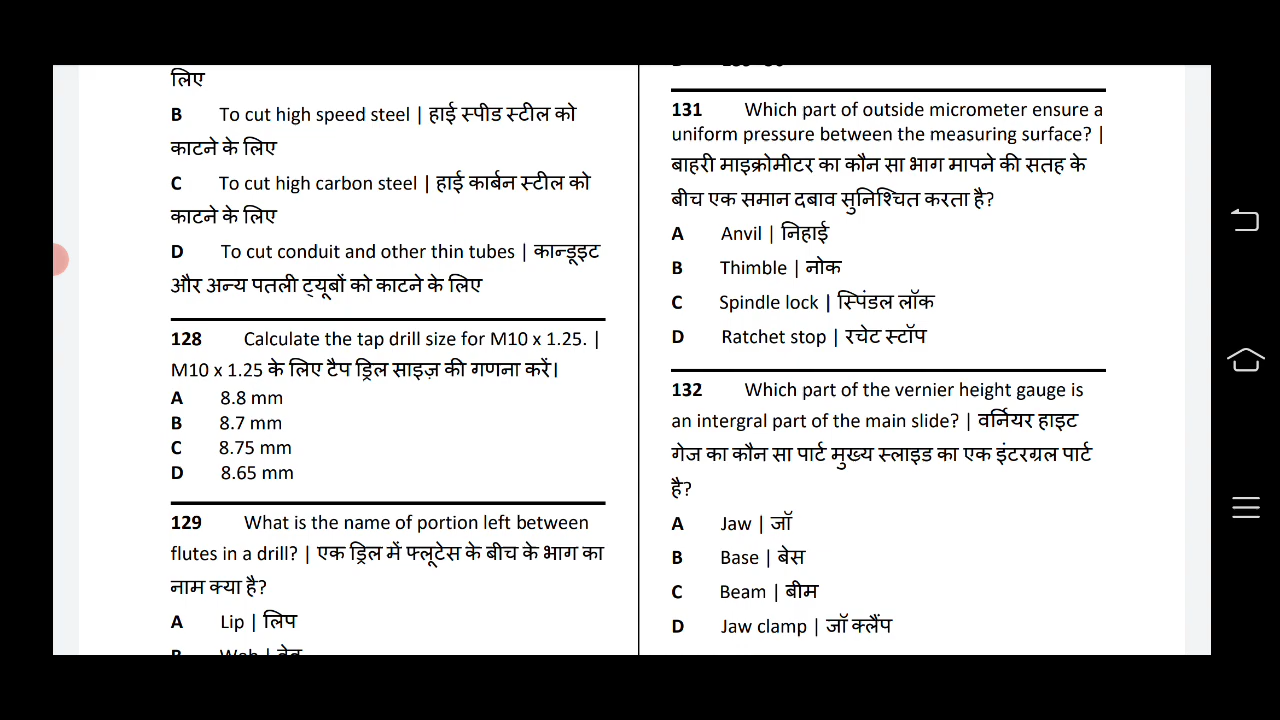 लिए
B To cut high speed steel | हाई स्पीड स्टील को
काटने के लिए
C To cut high carbon steel | हाई कार्बन स्टील को
काटने के लिए
D To cut conduit and other thin tubes | कान्डूइट
और अन्य पतली ट्यूबों को काटने के लिए
128 Calculate the tap drill size for M10 x 1.25. |
M10 x 1.25 के लिए टैप ड्रिल साइज़ की गणना करें।
A 8.8 mm
B 8.7 mm
C 8.75 mm
D 8.65 mm
129 What is the name of portion left between
flutes in a drill? | एक ड्रिल में फ्लूटेस के बीच के भाग का
नाम क्या है?
A Lip | लिप
B Web | वेब
131 Which part of outside micrometer ensure a
uniform pressure between the measuring surface? |
बाहरी माइक्रोमीटर का कौन सा भाग मापने की सतह के
बीच एक समान दबाव सुनिश्चित करता है?
A Anvil | निहाई
B Thimble | नोक
C Spindle lock | स्पिंडल लॉक
D Ratchet stop | रचेट स्टॉप
132 Which part of the vernier height gauge is
an intergral part of the main slide? | वर्नियर हाइट
गेज का कौन सा पार्ट मुख्य स्लाइड का एक इंटरग्रल पार्ट
है?
A Jaw | जॉ
B Base | बेस
C Beam | बीम
D Jaw clamp | जॉ क्लैंप